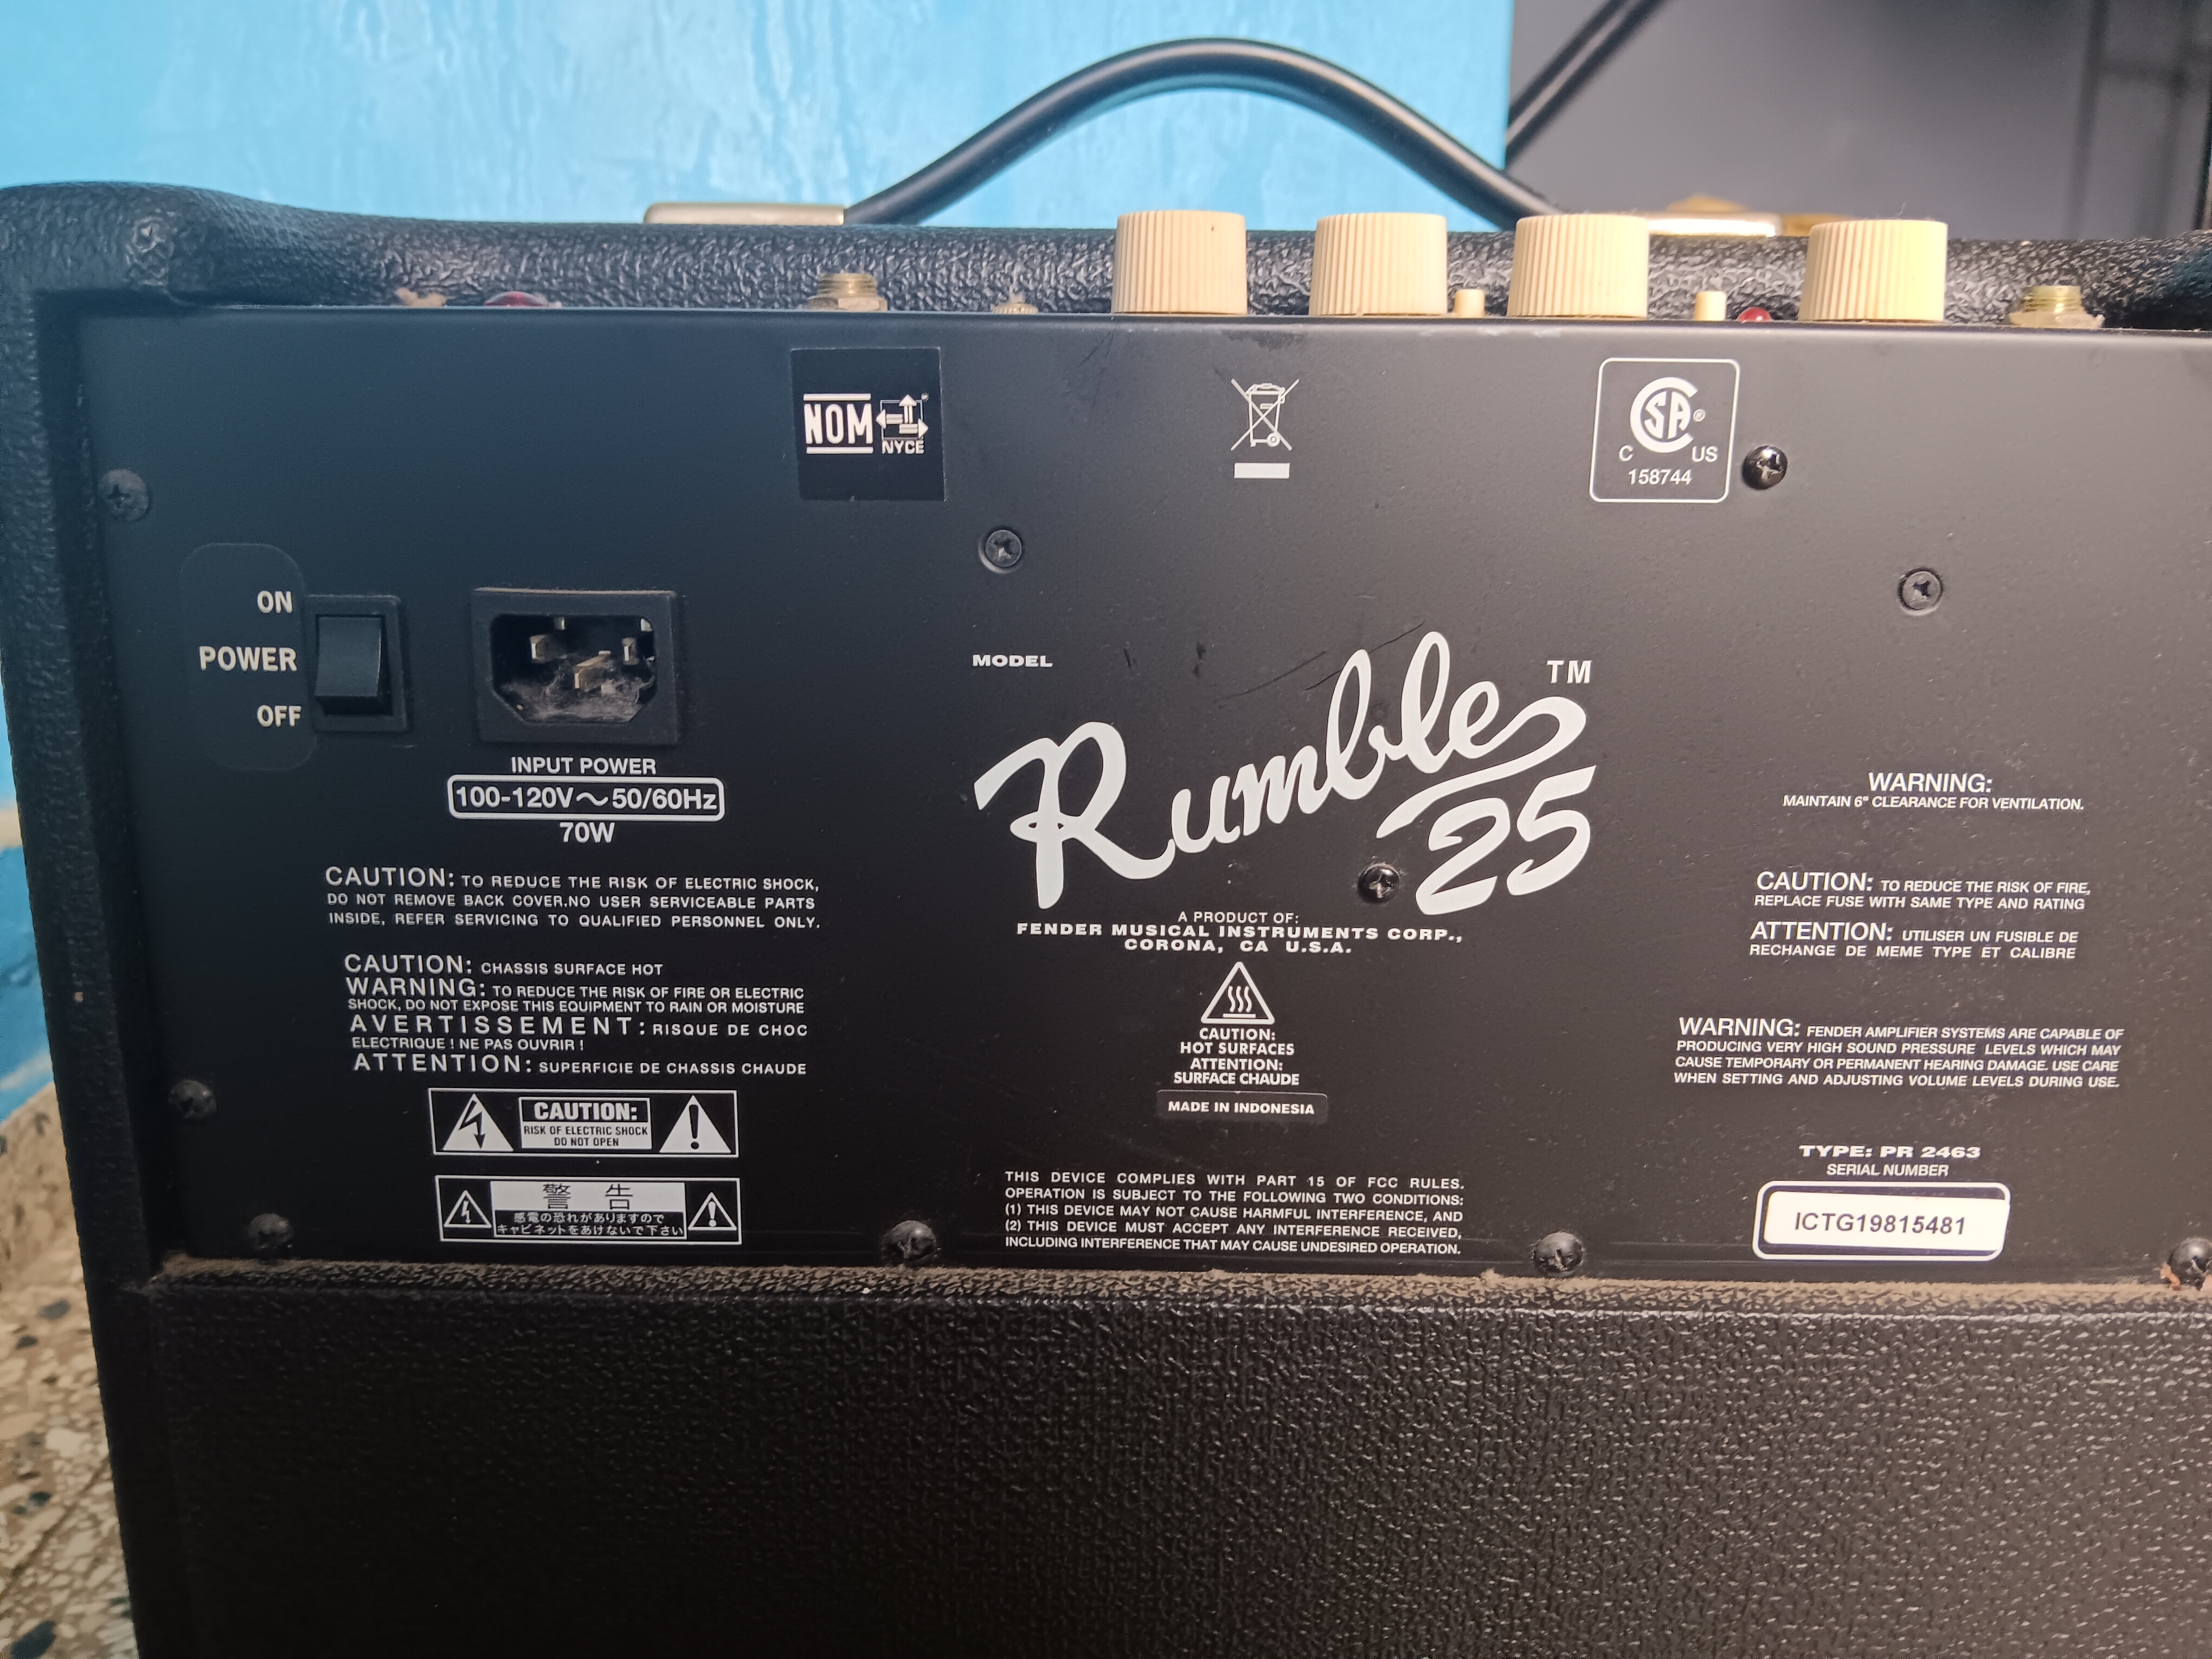 NOM
NYCE
CSA®
C US
158744
ON
POWER
OFF
INPUT POWER
100-120V～50/60Hz
70W
CAUTION: TO REDUCE THE RISK OF ELECTRIC SHOCK,
DO NOT REMOVE BACK COVER.NO USER SERVICEABLE PARTS
INSIDE, REFER SERVICING TO QUALIFIED PERSONNEL ONLY.
CAUTION: CHASSIS SURFACE HOT
WARNING: TO REDUCE THE RISK OF FIRE OR ELECTRIC
SHOCK, DO NOT EXPOSE THIS EQUIPMENT TO RAIN OR MOISTURE
AVERTISSEMENT: RISQUE DE CHOC
ELECTRIQUE ! NE PAS OUVRIR !
ATTENTION: SUPERFICIE DE CHASSIS CHAUDE
CAUTION:
RISK OF ELECTRIC SHOCK
DO NOT OPEN
警 告
感電の恐れがありますので
キャビネットをあけないで下さい
MODEL
Rumble™
25
A PRODUCT OF:
FENDER MUSICAL INSTRUMENTS CORP.,
CORONA, CA U.S.A.
CAUTION:
HOT SURFACES
ATTENTION:
SURFACE CHAUDE
MADE IN INDONESIA
THIS DEVICE COMPLIES WITH PART 15 OF FCC RULES.
OPERATION IS SUBJECT TO THE FOLLOWING TWO CONDITIONS:
(1) THIS DEVICE MAY NOT CAUSE HARMFUL INTERFERENCE, AND
(2) THIS DEVICE MUST ACCEPT ANY INTERFERENCE RECEIVED,
INCLUDING INTERFERENCE THAT MAY CAUSE UNDESIRED OPERATION.
WARNING:
MAINTAIN 6" CLEARANCE FOR VENTILATION.
CAUTION: TO REDUCE THE RISK OF FIRE,
REPLACE FUSE WITH SAME TYPE AND RATING
ATTENTION: UTILISER UN FUSIBLE DE
RECHANGE DE MEME TYPE ET CALIBRE
WARNING: FENDER AMPLIFIER SYSTEMS ARE CAPABLE OF
PRODUCING VERY HIGH SOUND PRESSURE LEVELS WHICH MAY
CAUSE TEMPORARY OR PERMANENT HEARING DAMAGE. USE CARE
WHEN SETTING AND ADJUSTING VOLUME LEVELS DURING USE.
TYPE: PR 2463
SERIAL NUMBER
ICTG19815481